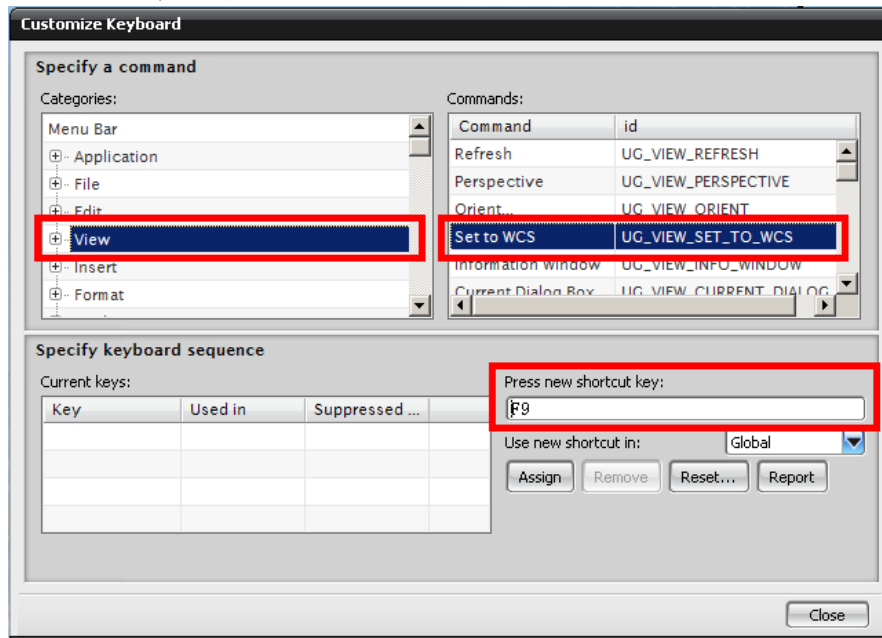 Customize Keyboard
Specify a command
Categories:
Commands:
Menu Bar
Application
File
Edit
View
Insert
Format
Command id
Refresh UG_VIEW_REFRESH
Perspective UG_VIEW_PERSPECTIVE
Orient... UG_VIEW_ORIENT
Set to WCS UG_VIEW_SET_TO_WCS
Information Window UG_VIEW_INFO_WINDOW
Current Dialog Box UG_VIEW_CURRENT_DIALOG
Specify keyboard sequence
Current keys:
Key Used in Suppressed ...
Press new shortcut key:
F9
Use new shortcut in: Global
Assign Remove Reset... Report
Close